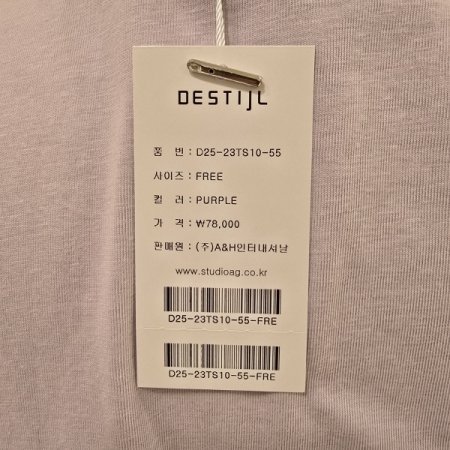 DESTIJL
품 번 : D25-23TS10-55
사이즈 : FREE
컬 러 : PURPLE
가 격 : ₩78,000
판매원 : (주)A&H인터내셔날
www.studioag.co.kr
D25-23TS10-55-FRE
D25-23TS10-55-FRE